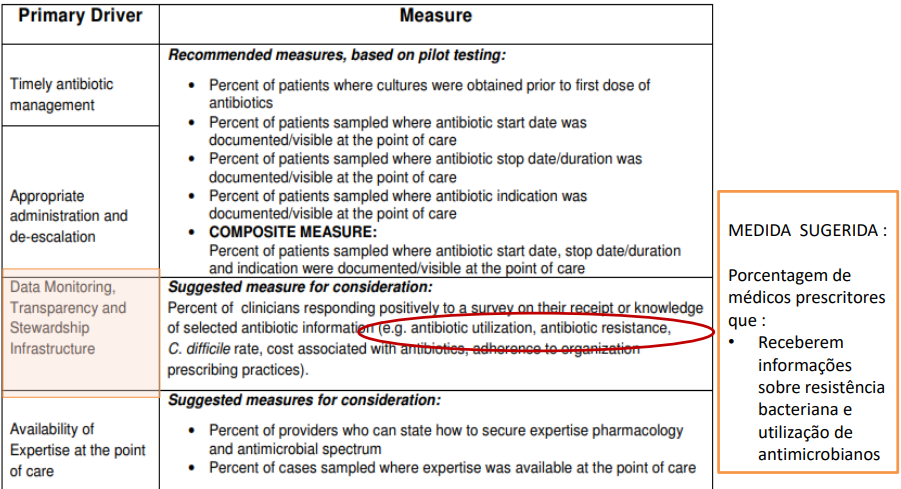 Primary Driver
Measure
Timely antibiotic
management
Recommended measures, based on pilot testing:
• Percent of patients where cultures were obtained prior to first dose of
antibiotics
• Percent of patients sampled where antibiotic start date was
documented/visible at the point of care
• Percent of patients sampled where antibiotic stop date/duration was
documented/visible at the point of care
Appropriate
administration and
de-escalation
• Percent of patients sampled where antibiotic indication was
documented/visible at the point of care
• COMPOSITE MEASURE:
Percent of patients sampled where antibiotic start date, stop date/duration
and indication were documented/visible at the point of care
Data Monitoring,
Transparency and
Stewardship
Infrastructure
Suggested measure for consideration:
Percent of clinicians responding positively to a survey on their receipt or knowledge
of selected antibiotic information (e.g. antibiotic utilization, antibiotic resistance,
C. difficile rate, cost associated with antibiotics, adherence to organization
prescribing practices).
Availability of
Expertise at the point
of care
Suggested measures for consideration:
• Percent of providers who can state how to secure expertise pharmacology
and antimicrobial spectrum
• Percent of cases sampled where expertise was available at the point of care
MEDIDA SUGERIDA :
Porcentagem de
médicos prescritores
que :
• Receberem
informações
sobre resistência
bacteriana e
utilização de
antimicrobianos